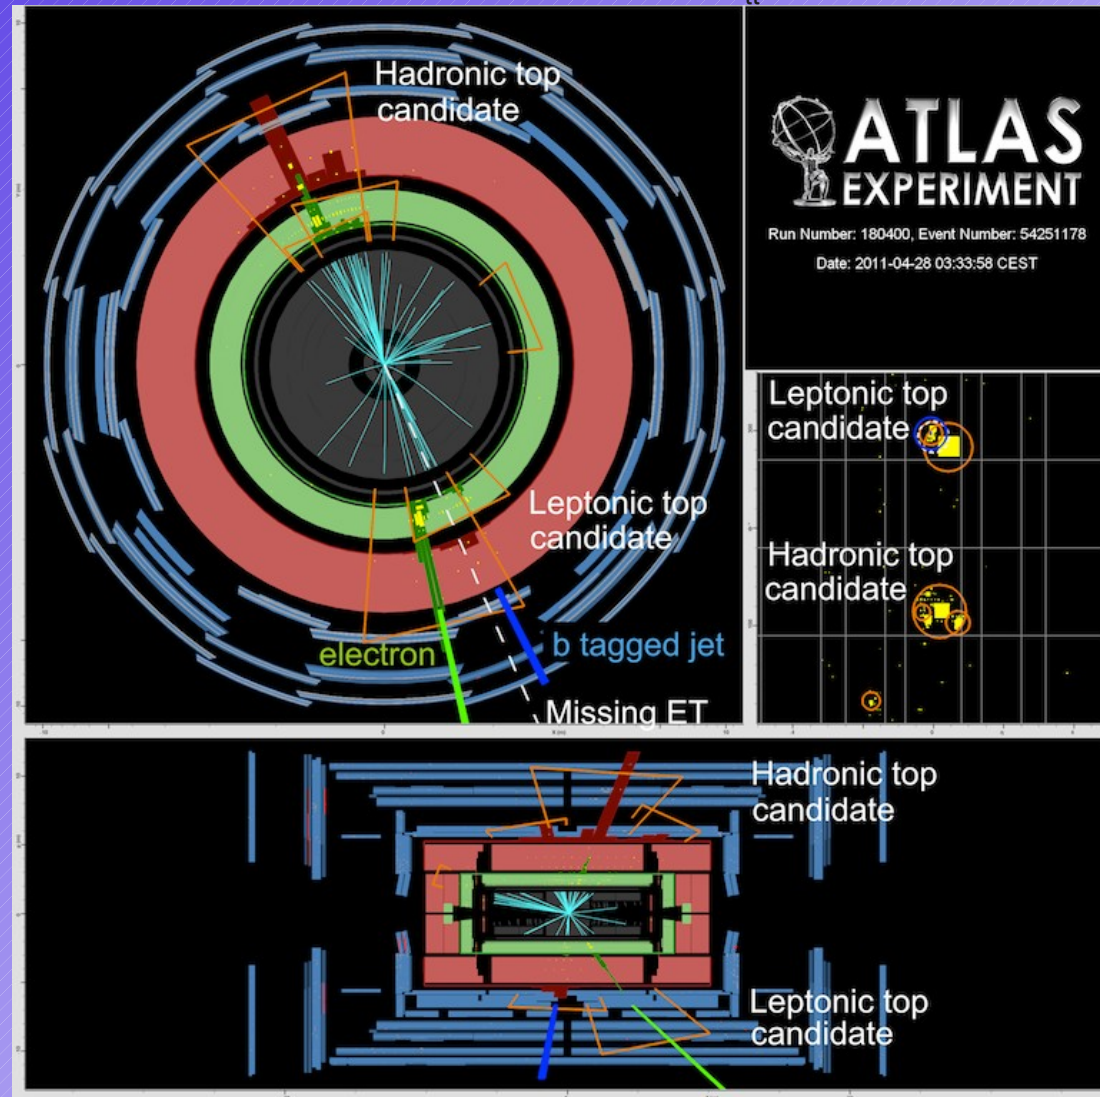 tt
Hadronic top
candidate
Leptonic top
candidate
electron
b tagged jet
Missing ET
ATLAS
EXPERIMENT
Run Number: 180400, Event Number: 54251178
Date: 2011-04-28 03:33:58 CEST
Leptonic top
candidate
Hadronic top
candidate
Hadronic top
candidate
Leptonic top
candidate